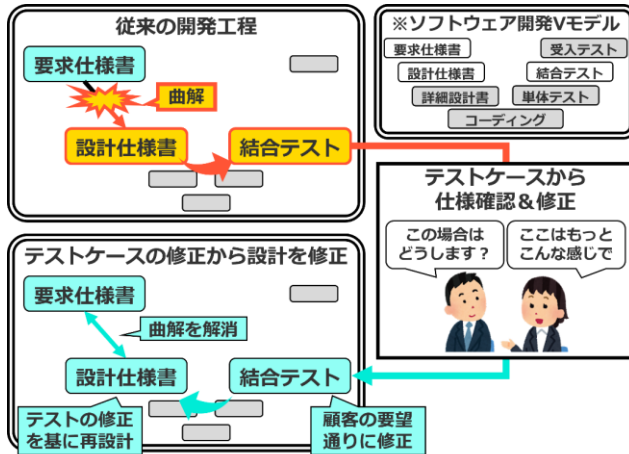 従来の開発工程
要求仕様書
曲解
設計仕様書
結合テスト
※ソフトウェア開発Vモデル
要求仕様書
受入テスト
設計仕様書
結合テスト
詳細設計書
単体テスト
コーディング
テストケースから
仕様確認&修正
この場合は
どうします？
ここはもっと
こんな感じで
テストケースの修正から設計を修正
要求仕様書
曲解を解消
設計仕様書
結合テスト
テストの修正
を基に再設計
顧客の要望
通りに修正